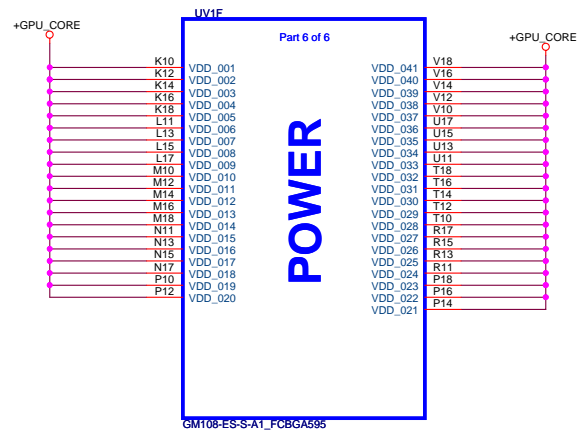 UV1F
+GPU_CORE
+GPU_CORE
Part 6 of 6
K10 VDD_001 VDD_041 V18
K12 VDD_002 VDD_040 V16
K14 VDD_003 VDD_039 V14
K16 VDD_004 VDD_038 V12
K18 VDD_005 VDD_037 V10
L11 VDD_006 VDD_036 U17
L13 VDD_007 VDD_035 U15
L15 VDD_008 VDD_034 U13
L17 VDD_009 VDD_033 U11
M10 VDD_010 VDD_032 T18
M12 VDD_011 VDD_031 T16
M14 VDD_012 VDD_030 T14
M16 VDD_013 VDD_029 T12
M18 VDD_014 VDD_028 T10
N11 VDD_015 VDD_027 R17
N13 VDD_016 VDD_026 R15
N15 VDD_017 VDD_025 R13
N17 VDD_018 VDD_024 R11
P10 VDD_019 VDD_023 P18
P12 VDD_020 VDD_022 P16
VDD_021 P14
POWER
GM108-ES-S-A1_FCBGA595